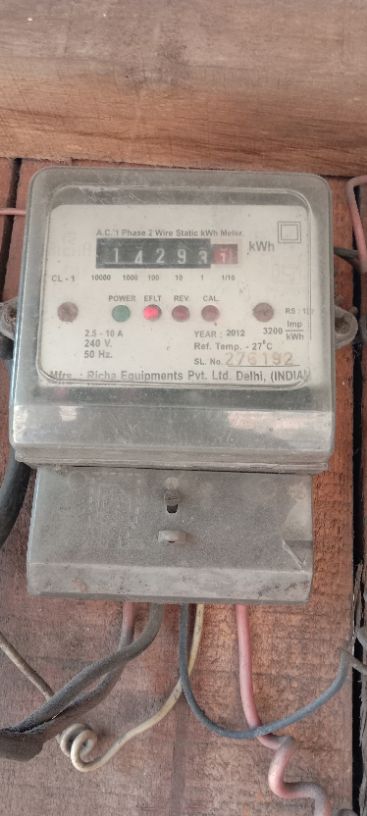 A.C. 1 Phase 2 Wire Static kWh Meter
14293 1 kWh
CL - 1 10000 1000 100 10 1 1/10
POWER EFLT REV. CAL.
2.5 - 10 A YEAR : 2012 3200 Imp/kWh
240 V. Ref. Temp. - 27°C
50 Hz. SL. No. 276192
Mfrs. : Richa Equipments Pvt. Ltd. Delhi, (INDIA)